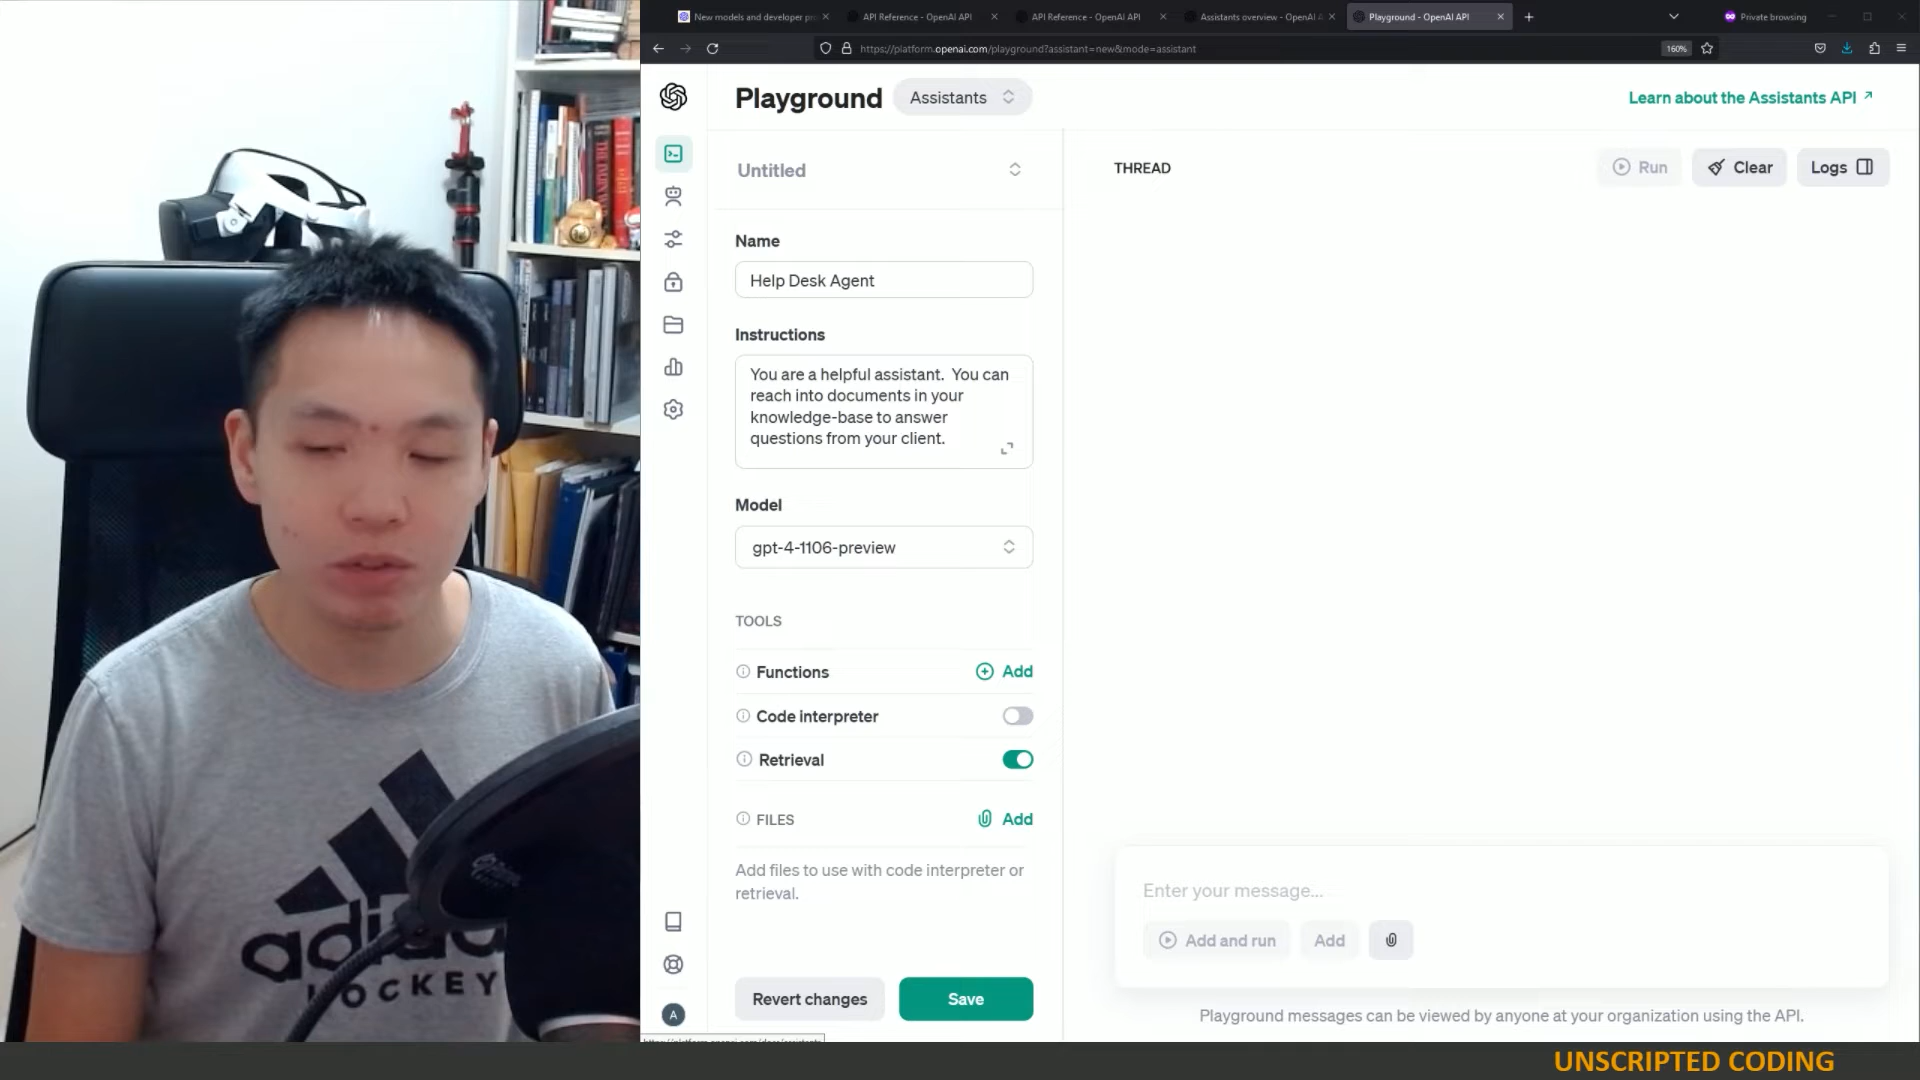 New models and developer pr
API Reference - OpenAI API
API Reference - OpenAI API
Assistants overview - OpenAI A
Playground - OpenAI API
Private browsing
https://platform.openai.com/playground?assistant=new&mode=assistant
160%
Playground
Assistants
Learn about the Assistants API
Untitled
THREAD
Run
Clear
Logs
Name
Help Desk Agent
Instructions
You are a helpful assistant. You can
reach into documents in your
knowledge-base to answer
questions from your client.
Model
gpt-4-1106-preview
TOOLS
Functions
Add
Code interpreter
Retrieval
FILES
Add
Add files to use with code interpreter or
retrieval.
Revert changes
Save
A
Enter your message...
Add and run
Add
Playground messages can be viewed by anyone at your organization using the API.
adidas
HOCKEY
UNSCRIPTED CODING